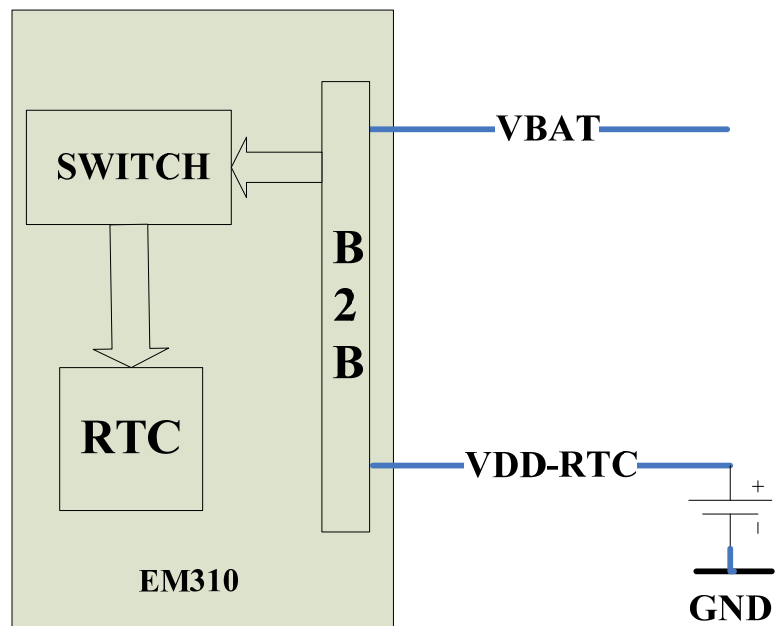 VBAT
SWITCH
B
2
B
RTC
VDD-RTC
+
-
EM310
GND